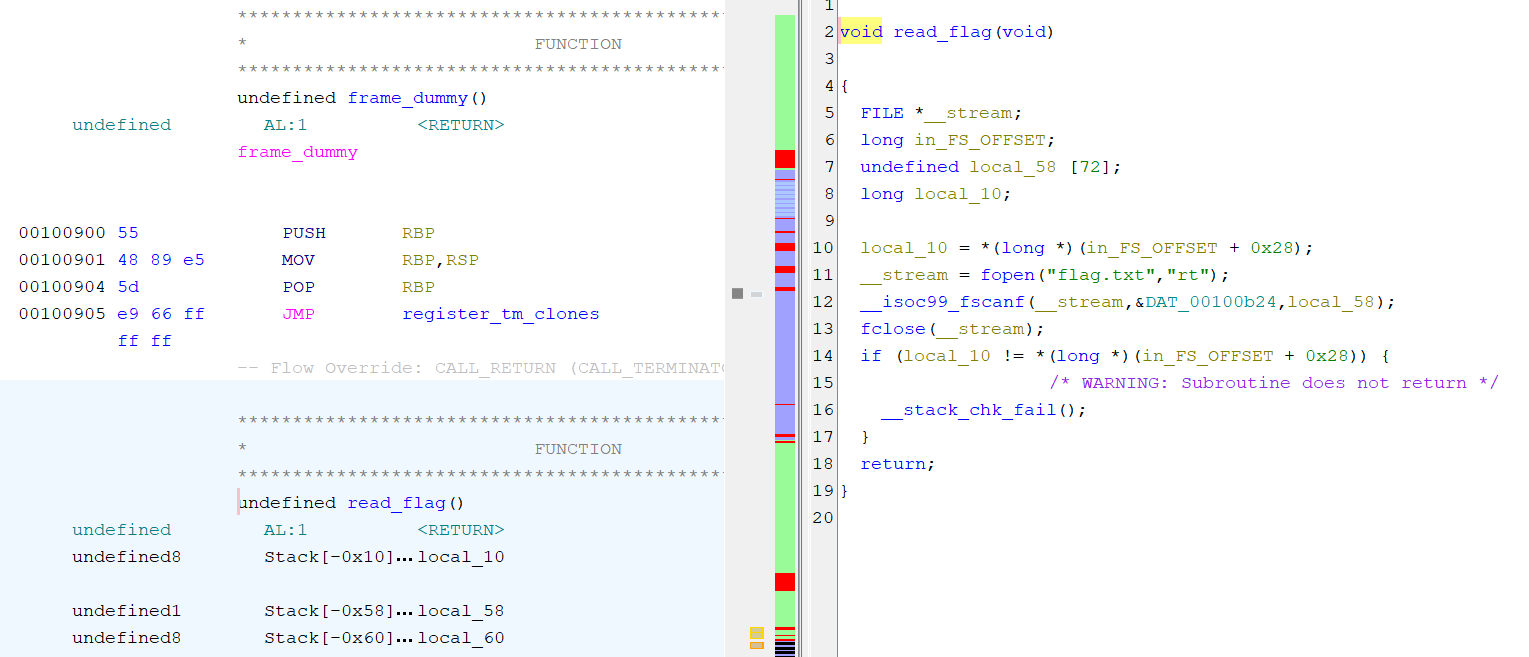 ********************************************
* FUNCTION
********************************************
undefined frame_dummy()
undefined AL:1 <RETURN>
frame_dummy
00100900 55 PUSH RBP
00100901 48 89 e5 MOV RBP,RSP
00100904 5d POP RBP
00100905 e9 66 ff JMP register_tm_clones
ff ff
-- Flow Override: CALL_RETURN (CALL_TERMINATO
********************************************
* FUNCTION
********************************************
undefined read_flag()
undefined AL:1 <RETURN>
undefined8 Stack[-0x10]... local_10
undefined1 Stack[-0x58]... local_58
undefined8 Stack[-0x60]... local_60
1
2 void read_flag(void)
3
4 {
5 FILE *__stream;
6 long in_FS_OFFSET;
7 undefined local_58 [72];
8 long local_10;
9
10 local_10 = *(long *)(in_FS_OFFSET + 0x28);
11 __stream = fopen("flag.txt","rt");
12 __isoc99_fscanf(__stream,&DAT_00100b24,local_58);
13 fclose(__stream);
14 if (local_10 != *(long *)(in_FS_OFFSET + 0x28)) {
15 /* WARNING: Subroutine does not return */
16 __stack_chk_fail();
17 }
18 return;
19 }
20